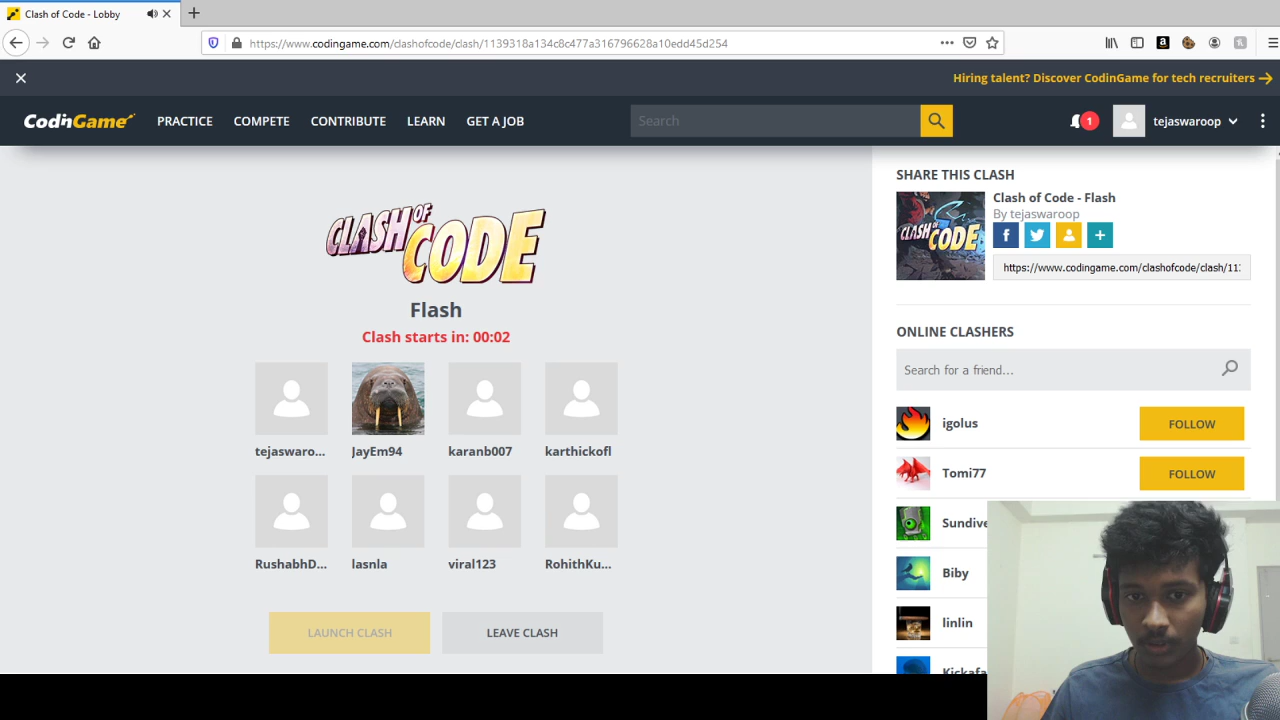 Clash of Code - Lobby
https://www.codingame.com/clashofcode/clash/1139318a134c8c477a316796628a10edd45d254
Hiring talent? Discover CodinGame for tech recruiters
CodinGame
PRACTICE
COMPETE
CONTRIBUTE
LEARN
GET A JOB
Search
1
tejaswaroop
CLASH OF CODE
Flash
Clash starts in: 00:02
tejaswaro...
JayEm94
karanb007
karthickofl
RushabhD...
lasnla
viral123
RohithKu...
LAUNCH CLASH
LEAVE CLASH
SHARE THIS CLASH
CLASH OF CODE
Clash of Code - Flash
By tejaswaroop
https://www.codingame.com/clashofcode/clash/11
ONLINE CLASHERS
Search for a friend...
igolus
FOLLOW
Tomi77
FOLLOW
Sundive
Biby
linlin
Kickafa